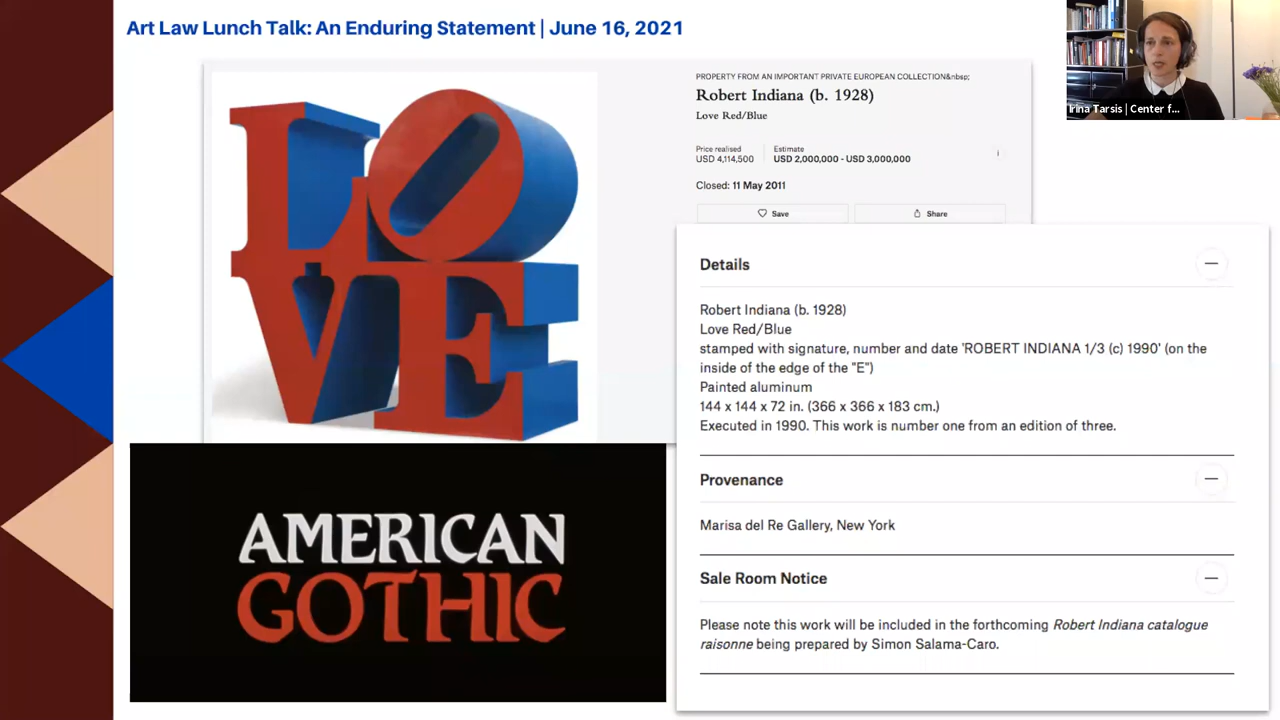 Art Law Lunch Talk: An Enduring Statement | June 16, 2021
LOVE
PROPERTY FROM AN IMPORTANT PRIVATE EUROPEAN COLLECTION&nbsp;
Robert Indiana (b. 1928)
Love Red/Blue
Price realised
USD 4,114,500
Estimate
USD 2,000,000 - USD 3,000,000
i
Closed: 11 May 2011
Save
Share
Irina Tarsis | Center f...
Details
Robert Indiana (b. 1928)
Love Red/Blue
stamped with signature, number and date 'ROBERT INDIANA 1/3 (c) 1990' (on the
inside of the edge of the "E")
Painted aluminum
144 x 144 x 72 in. (366 x 366 x 183 cm.)
Executed in 1990. This work is number one from an edition of three.
Provenance
Marisa del Re Gallery, New York
Sale Room Notice
Please note this work will be included in the forthcoming Robert Indiana catalogue
raisonne being prepared by Simon Salama-Caro.
AMERICAN
GOTHIC